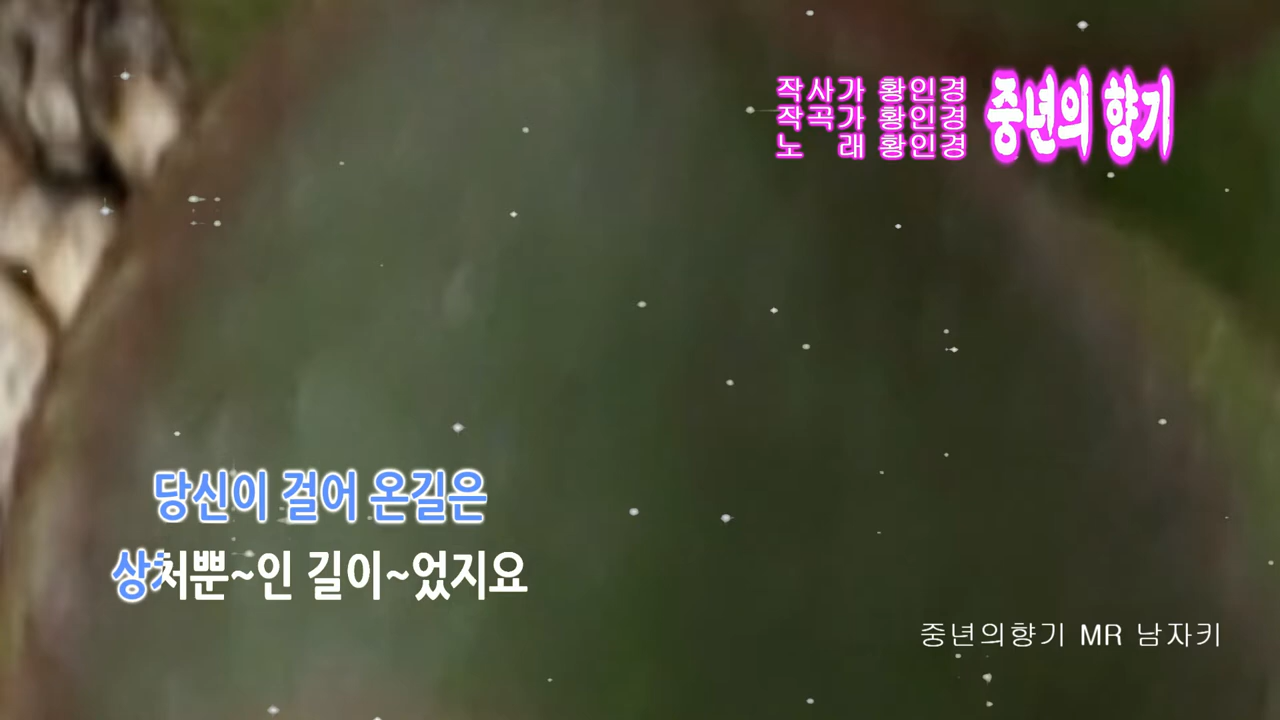 작사가 황인경
작곡가 황인경
노 래 황인경
중년의 향기
당신이 걸어 온길은
상처뿐~인 길이~었지요
중년의향기 MR 남자키